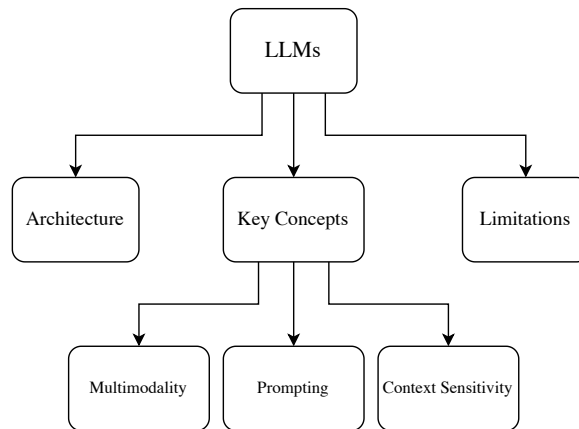 LLMs
Architecture
Key Concepts
Limitations
Multimodality
Prompting
Context Sensitivity